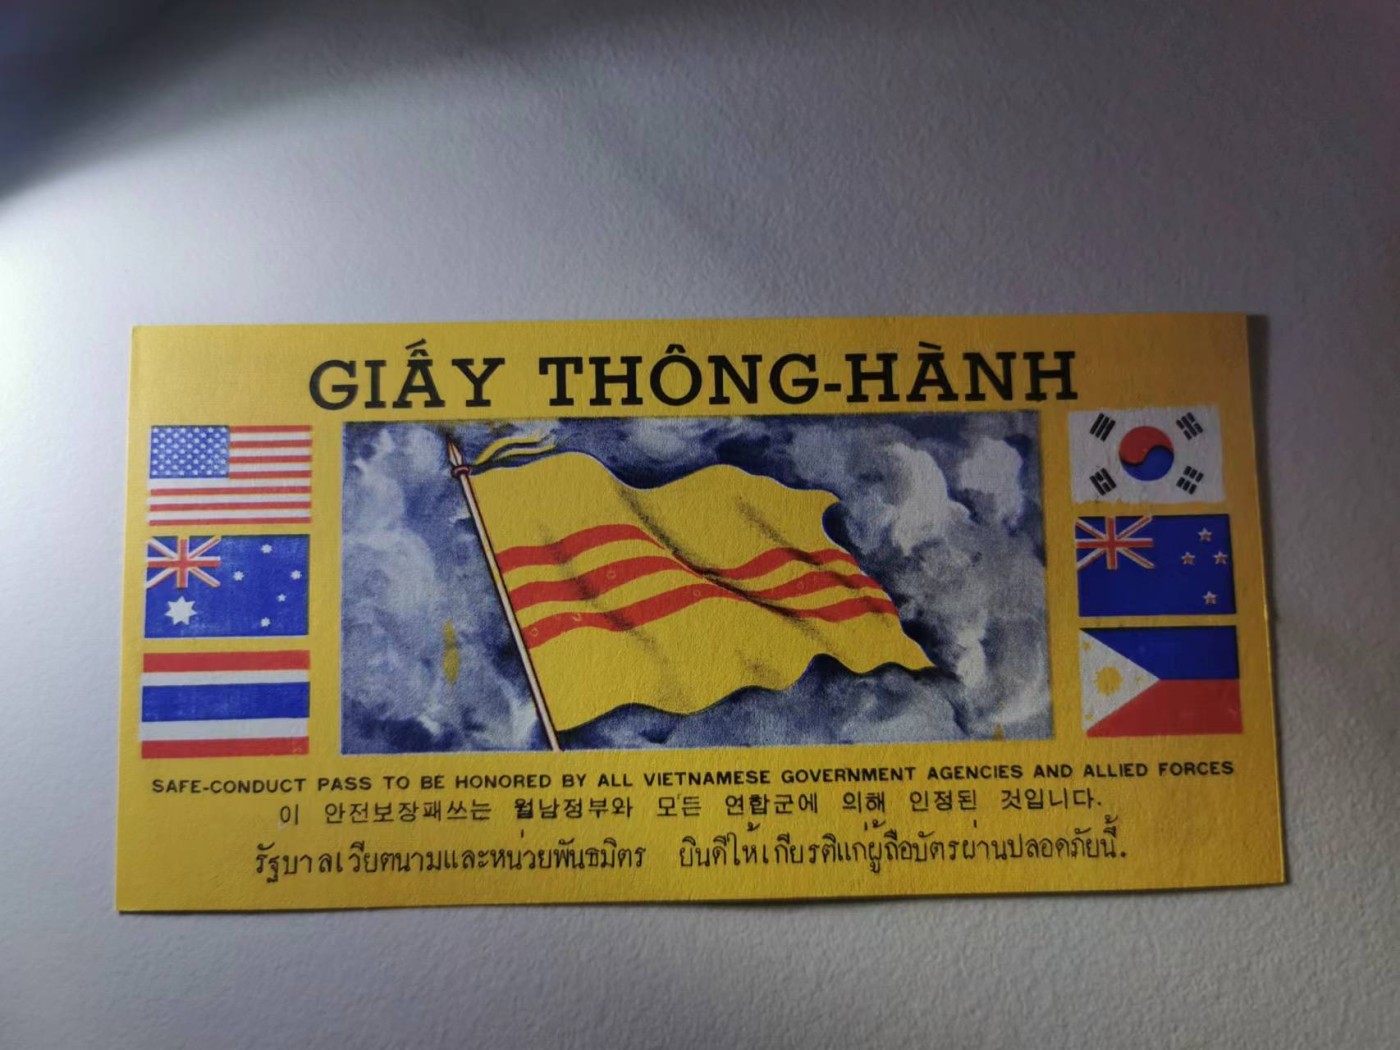 GIẤY THÔNG-HÀNH
SAFE-CONDUCT PASS TO BE HONORED BY ALL VIETNAMESE GOVERNMENT AGENCIES AND ALLIED FORCES
이 안전보장패쓰는 월남정부와 모든 연합군에 의해 인정된 것입니다.
รัฐบาลเวียตนามและหน่วยพันธมิตร ยินดีให้เกียรติแก่ผู้ถือบัตรผ่านปลอดภัยนี้.